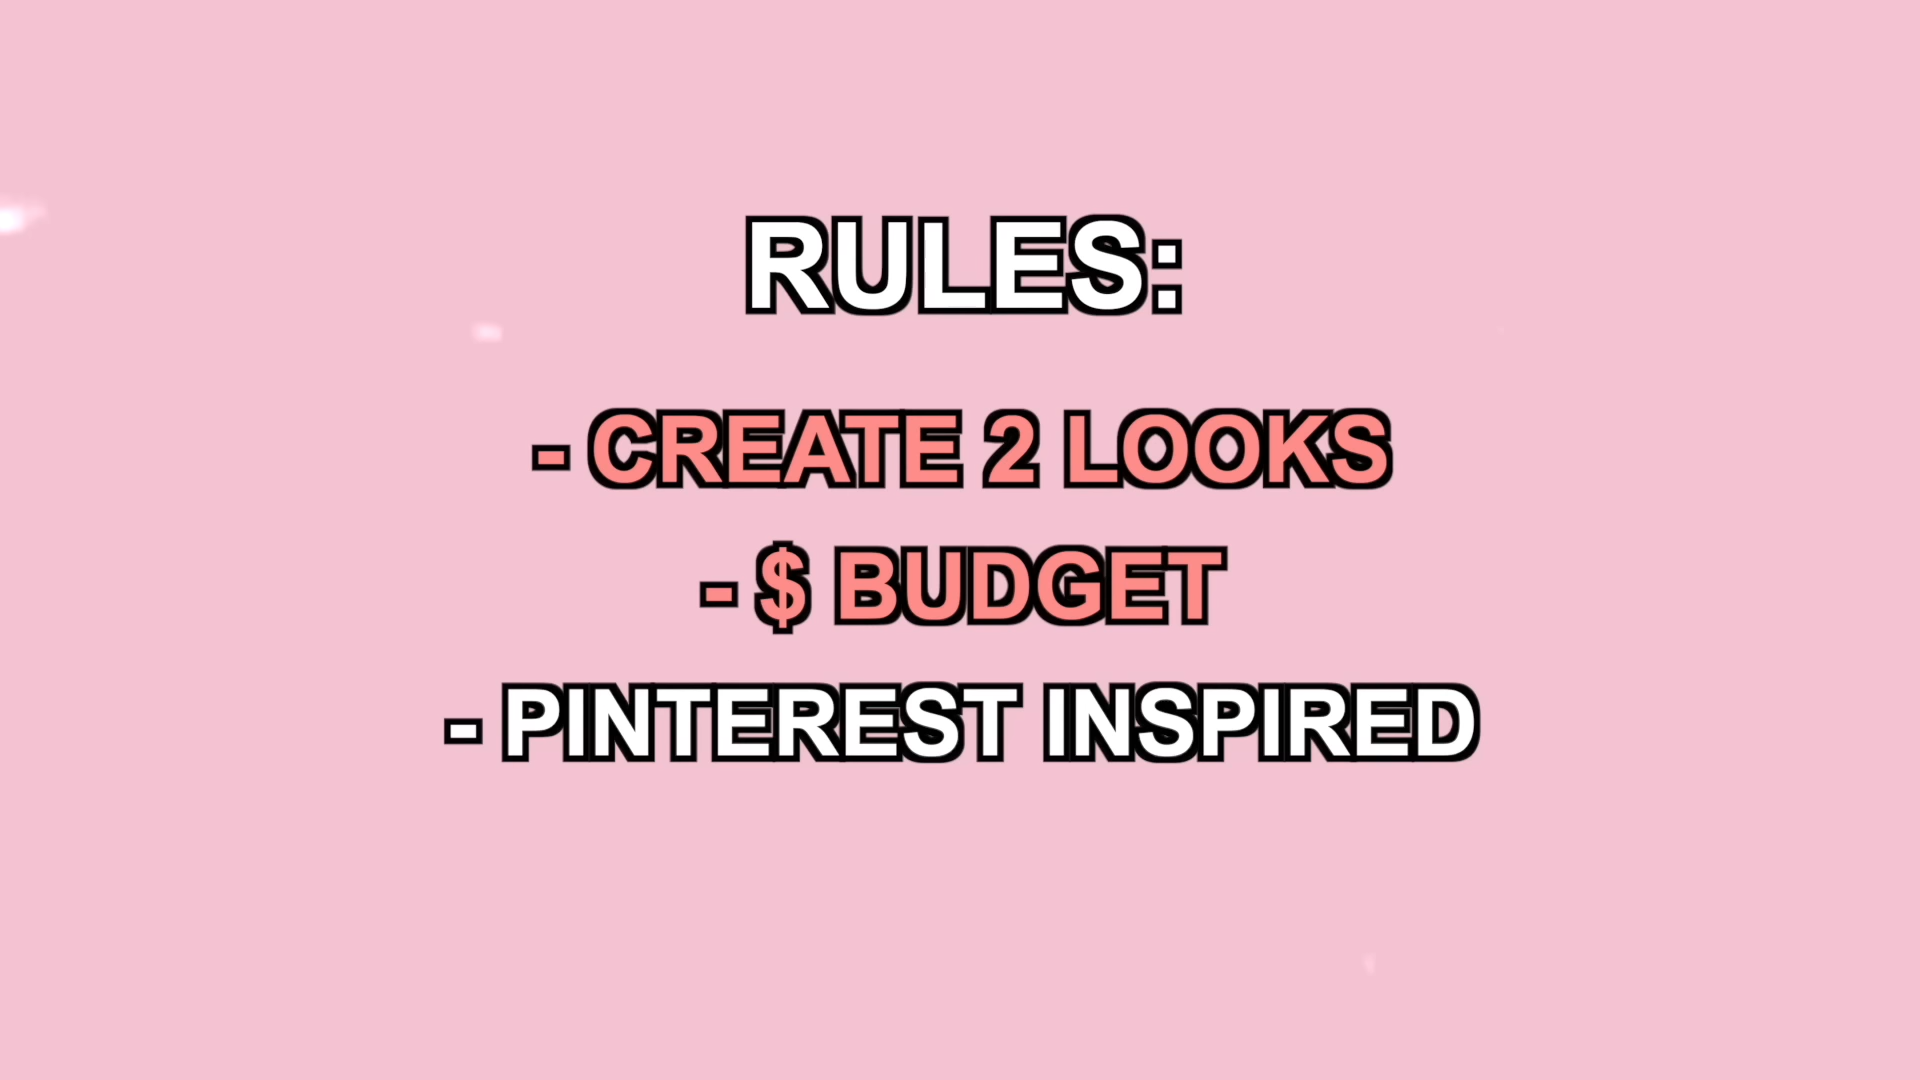 RULES:
- CREATE 2 LOOKS
- $ BUDGET
- PINTEREST INSPIRED